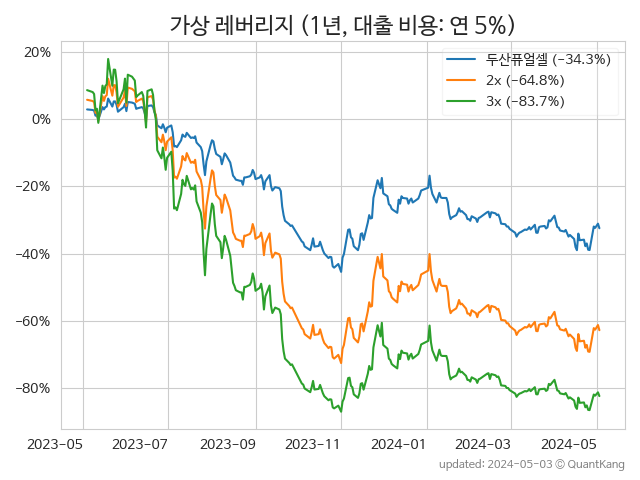 가상 레버리지 (1년, 대출 비용: 연 5%)
20%
0%
−20%
−40%
−60%
−80%
두산퓨얼셀 (−34.3%)
2x (−64.8%)
3x (−83.7%)
2023-05 2023-07 2023-09 2023-11 2024-01 2024-03 2024-05
updated: 2024-05-03 © QuantKang